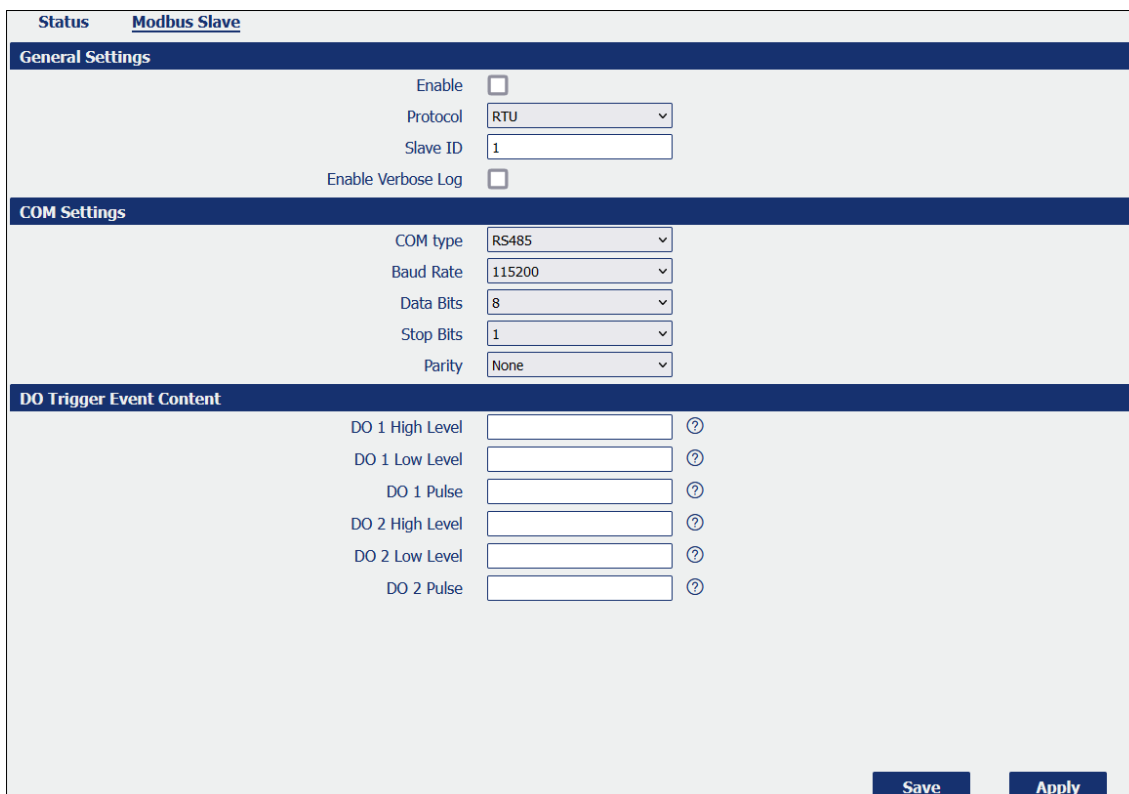 Status Modbus Slave
General Settings
Enable
Protocol RTU
Slave ID 1
Enable Verbose Log
COM Settings
COM type RS485
Baud Rate 115200
Data Bits 8
Stop Bits 1
Parity None
DO Trigger Event Content
DO 1 High Level ?
DO 1 Low Level ?
DO 1 Pulse ?
DO 2 High Level ?
DO 2 Low Level ?
DO 2 Pulse ?
Save Apply